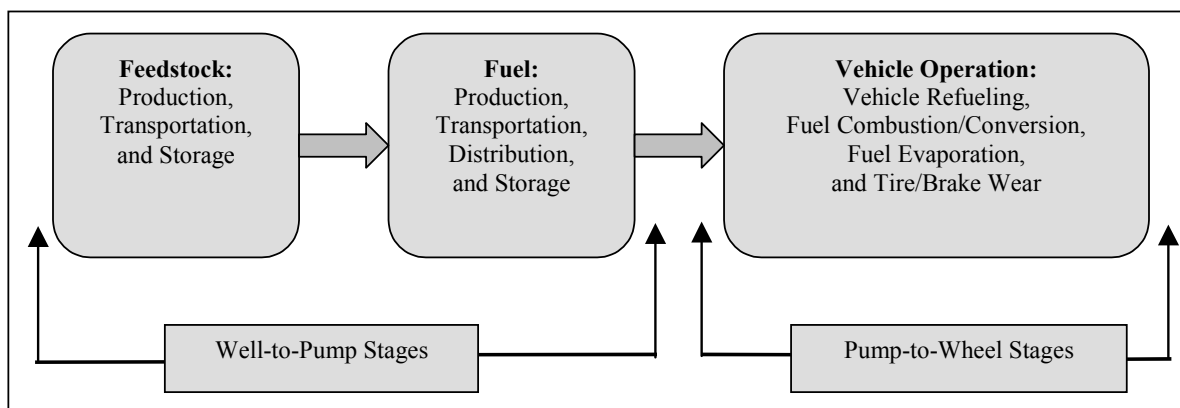 Feedstock:
Production,
Transportation,
and Storage
Fuel:
Production,
Transportation,
Distribution,
and Storage
Vehicle Operation:
Vehicle Refueling,
Fuel Combustion/Conversion,
Fuel Evaporation,
and Tire/Brake Wear
Well-to-Pump Stages
Pump-to-Wheel Stages